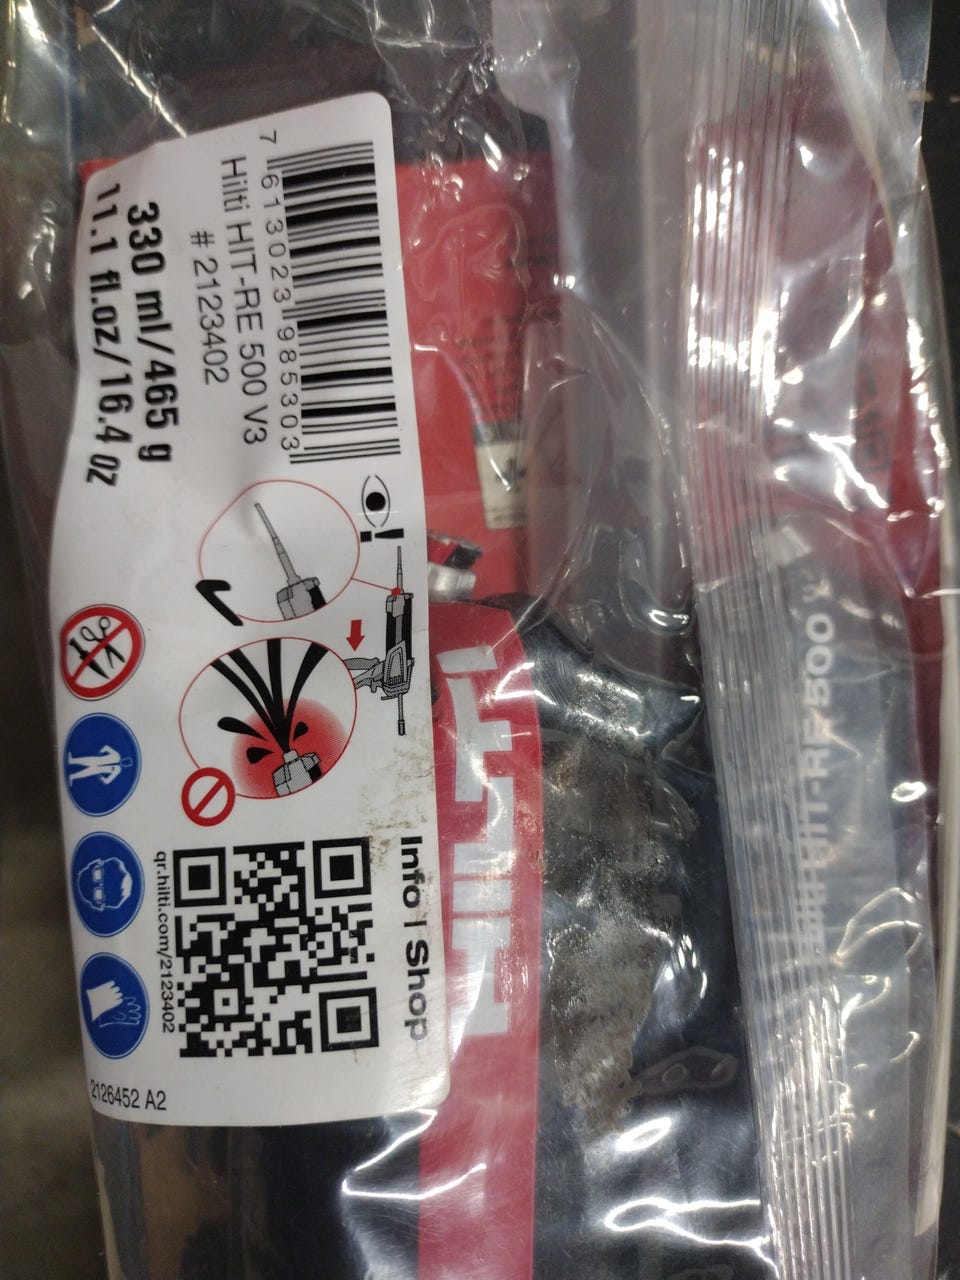 7 613023 985303
Hilti HIT-RE 500 V3
# 2123402
330 ml/465 g
11.1 fl.oz/16.4 oz
Info | Shop
qr.hilti.com/2123402
2126452 A2
HILTI
HIT-RE 500